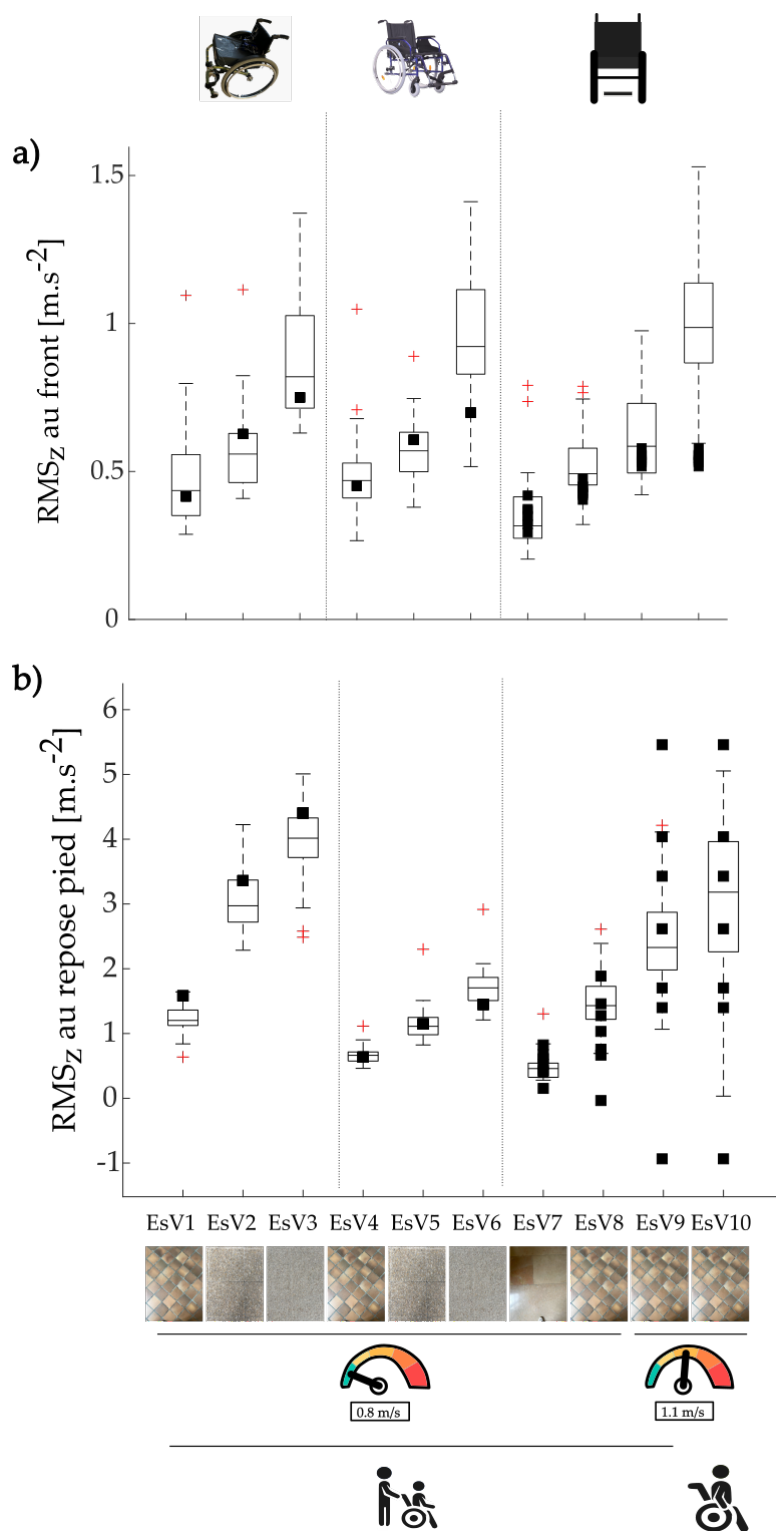 a)
RMSz au front [m.s-2]
1.5
1
0.5
0
b)
RMSz au repose pied [m.s-2]
6
5
4
3
2
1
0
-1
EsV1 EsV2 EsV3 EsV4 EsV5 EsV6 EsV7 EsV8 EsV9 EsV10
0.8 m/s 1.1 m/s